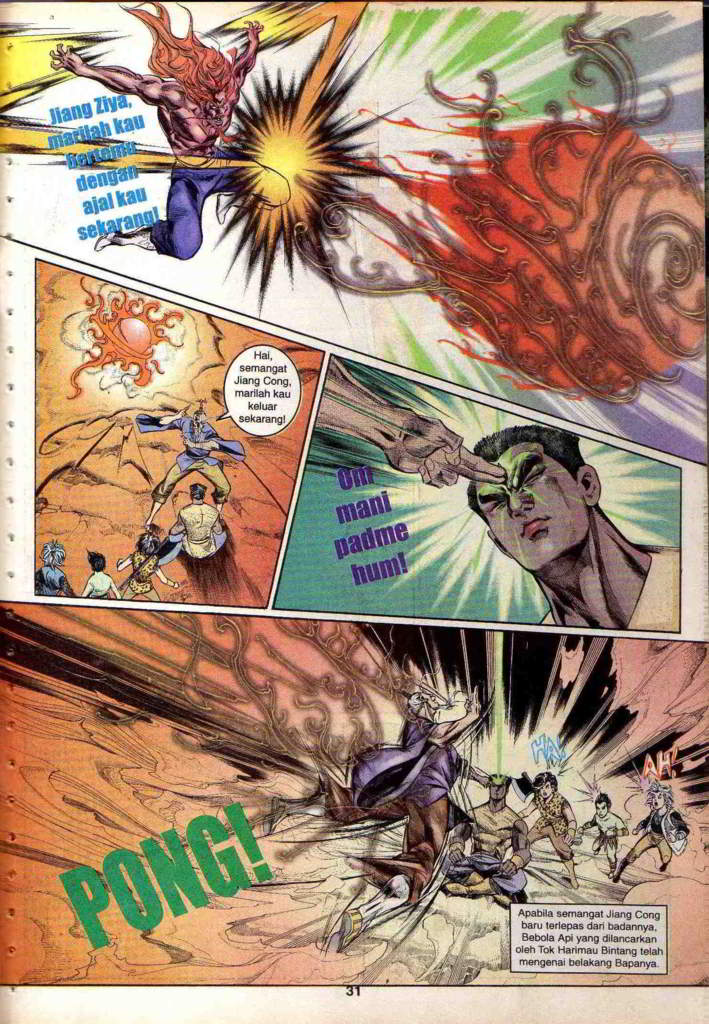 Jiang Ziya,
marilah kau
bertemu
dengan
ajal kau
sekarang!
Hai,
semangat
Jiang Cong,
marilah kau
keluar
sekarang!
Om
mani
padme
hum!
HA!
AH!
PONG!
Apabila semangat Jiang Cong
baru terlepas dari badannya,
Bebola Api yang dilancarkan
oleh Tok Harimau Bintang telah
mengenai belakang Bapanya.
31